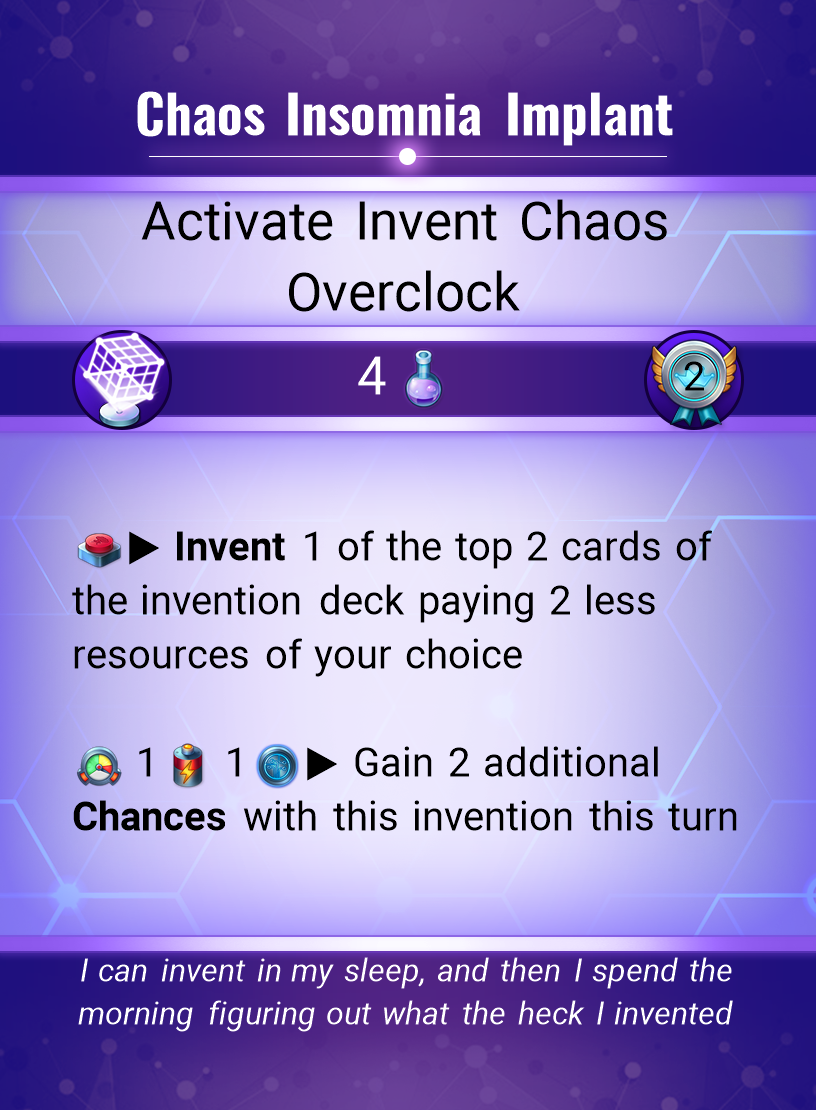 Chaos Insomnia Implant
Activate Invent Chaos
Overclock
4
2
▶ Invent 1 of the top 2 cards of
the invention deck paying 2 less
resources of your choice
1 1 ▶ Gain 2 additional
Chances with this invention this turn
I can invent in my sleep, and then I spend the
morning figuring out what the heck I invented